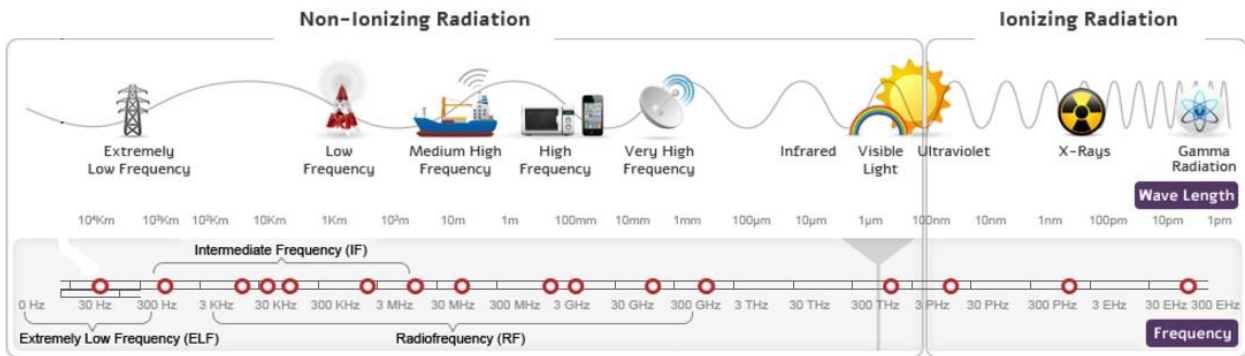 Non-Ionizing Radiation
Ionizing Radiation
Extremely
Low Frequency
Low
Frequency
Medium High
Frequency
High
Frequency
Very High
Frequency
Infrared
Visible
Light
Ultraviolet
X-Rays
Gamma
Radiation
Wave Length
10⁴Km 10³Km 10²Km 10Km 1Km 10²m 10m 1m 100mm 10mm 1mm 100µm 10µm 1µm 100nm 10nm 1nm 100pm 10pm 1pm
Intermediate Frequency (IF)
0 Hz 30 Hz 300 Hz 3 KHz 30 KHz 300 KHz 3 MHz 30 MHz 300 MHz 3 GHz 30 GHz 300 GHz 3 THz 30 THz 300 THz 3 PHz 30 PHz 300 PHz 3 EHz 30 EHz 300 EHz
Extremely Low Frequency (ELF)
Radiofrequency (RF)
Frequency